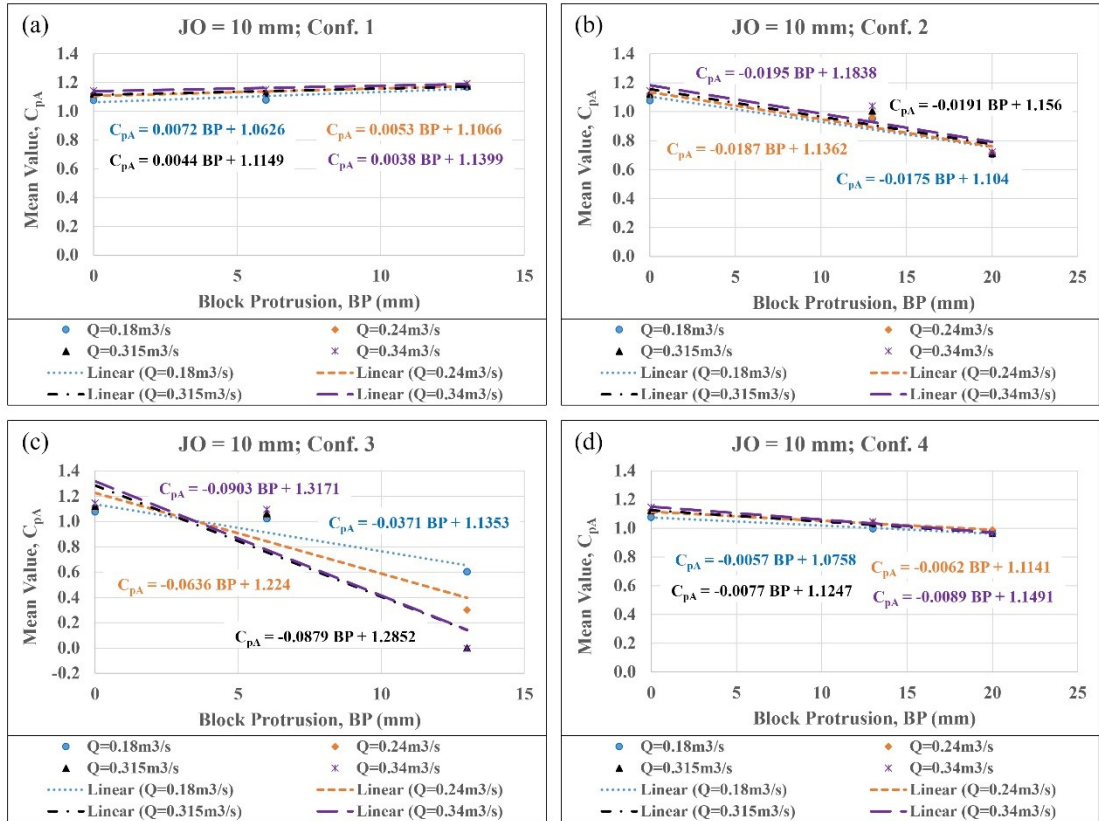 (a)
JO = 10 mm; Conf. 1
Mean Value, CpA
1.4
1.2
1.0
0.8
0.6
0.4
0.2
0.0
CpA = 0.0072 BP + 1.0626
CpA = 0.0053 BP + 1.1066
CpA = 0.0044 BP + 1.1149
CpA = 0.0038 BP + 1.1399
0 5 10 15
Block Protrusion, BP (mm)
Q=0.18m3/s Q=0.24m3/s
Q=0.315m3/s Q=0.34m3/s
Linear (Q=0.18m3/s) Linear (Q=0.24m3/s)
Linear (Q=0.315m3/s) Linear (Q=0.34m3/s)
(b)
JO = 10 mm; Conf. 2
Mean Value, CpA
1.4
1.2
1.0
0.8
0.6
0.4
0.2
0.0
CpA = -0.0195 BP + 1.1838
CpA = -0.0191 BP + 1.156
CpA = -0.0187 BP + 1.1362
CpA = -0.0175 BP + 1.104
0 5 10 15 20 25
Block Protrusion, BP (mm)
Q=0.18m3/s Q=0.24m3/s
Q=0.315m3/s Q=0.34m3/s
Linear (Q=0.18m3/s) Linear (Q=0.24m3/s)
Linear (Q=0.315m3/s) Linear (Q=0.34m3/s)
(c)
JO = 10 mm; Conf. 3
Mean Value, CpA
1.4
1.2
1.0
0.8
0.6
0.4
0.2
0.0
-0.2
CpA = -0.0903 BP + 1.3171
CpA = -0.0371 BP + 1.1353
CpA = -0.0636 BP + 1.224
CpA = -0.0879 BP + 1.2852
0 5 10 15
Block Protrusion, BP (mm)
Q=0.18m3/s Q=0.24m3/s
Q=0.315m3/s Q=0.34m3/s
Linear (Q=0.18m3/s) Linear (Q=0.24m3/s)
Linear (Q=0.315m3/s) Linear (Q=0.34m3/s)
(d)
JO = 10 mm; Conf. 4
Mean Value, CpA
1.4
1.2
1.0
0.8
0.6
0.4
0.2
0.0
CpA = -0.0057 BP + 1.0758
CpA = -0.0062 BP + 1.1141
CpA = -0.0077 BP + 1.1247
CpA = -0.0089 BP + 1.1491
0 5 10 15 20 25
Block Protrusion, BP (mm)
Q=0.18m3/s Q=0.24m3/s
Q=0.315m3/s Q=0.34m3/s
Linear (Q=0.18m3/s) Linear (Q=0.24m3/s)
Linear (Q=0.315m3/s) Linear (Q=0.34m3/s)